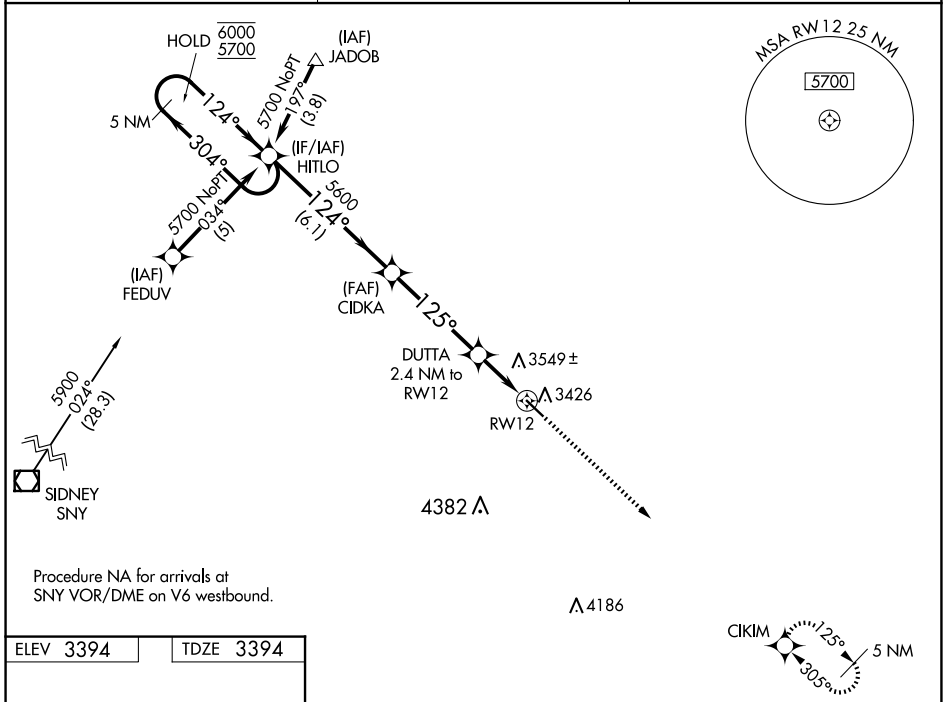 HOLD 6000
5700
(IAF)
JADOB
5700 NoPT
197°
(3.8)
MSA RW12 25 NM
5700
5 NM
124°
304°
(IF/IAF)
HITLO
5700 NoPT
034°
(5)
5600
124°
(6.1)
(IAF)
FEDUV
(FAF)
CIDKA
125°
DUTTA
2.4 NM to
RW12
3549±
3426
RW12
5900
024°
(28.3)
SIDNEY
SNY
4382
Procedure NA for arrivals at
SNY VOR/DME on V6 westbound.
4186
CIKIM
125°
305°
5 NM
ELEV 3394
TDZE 3394